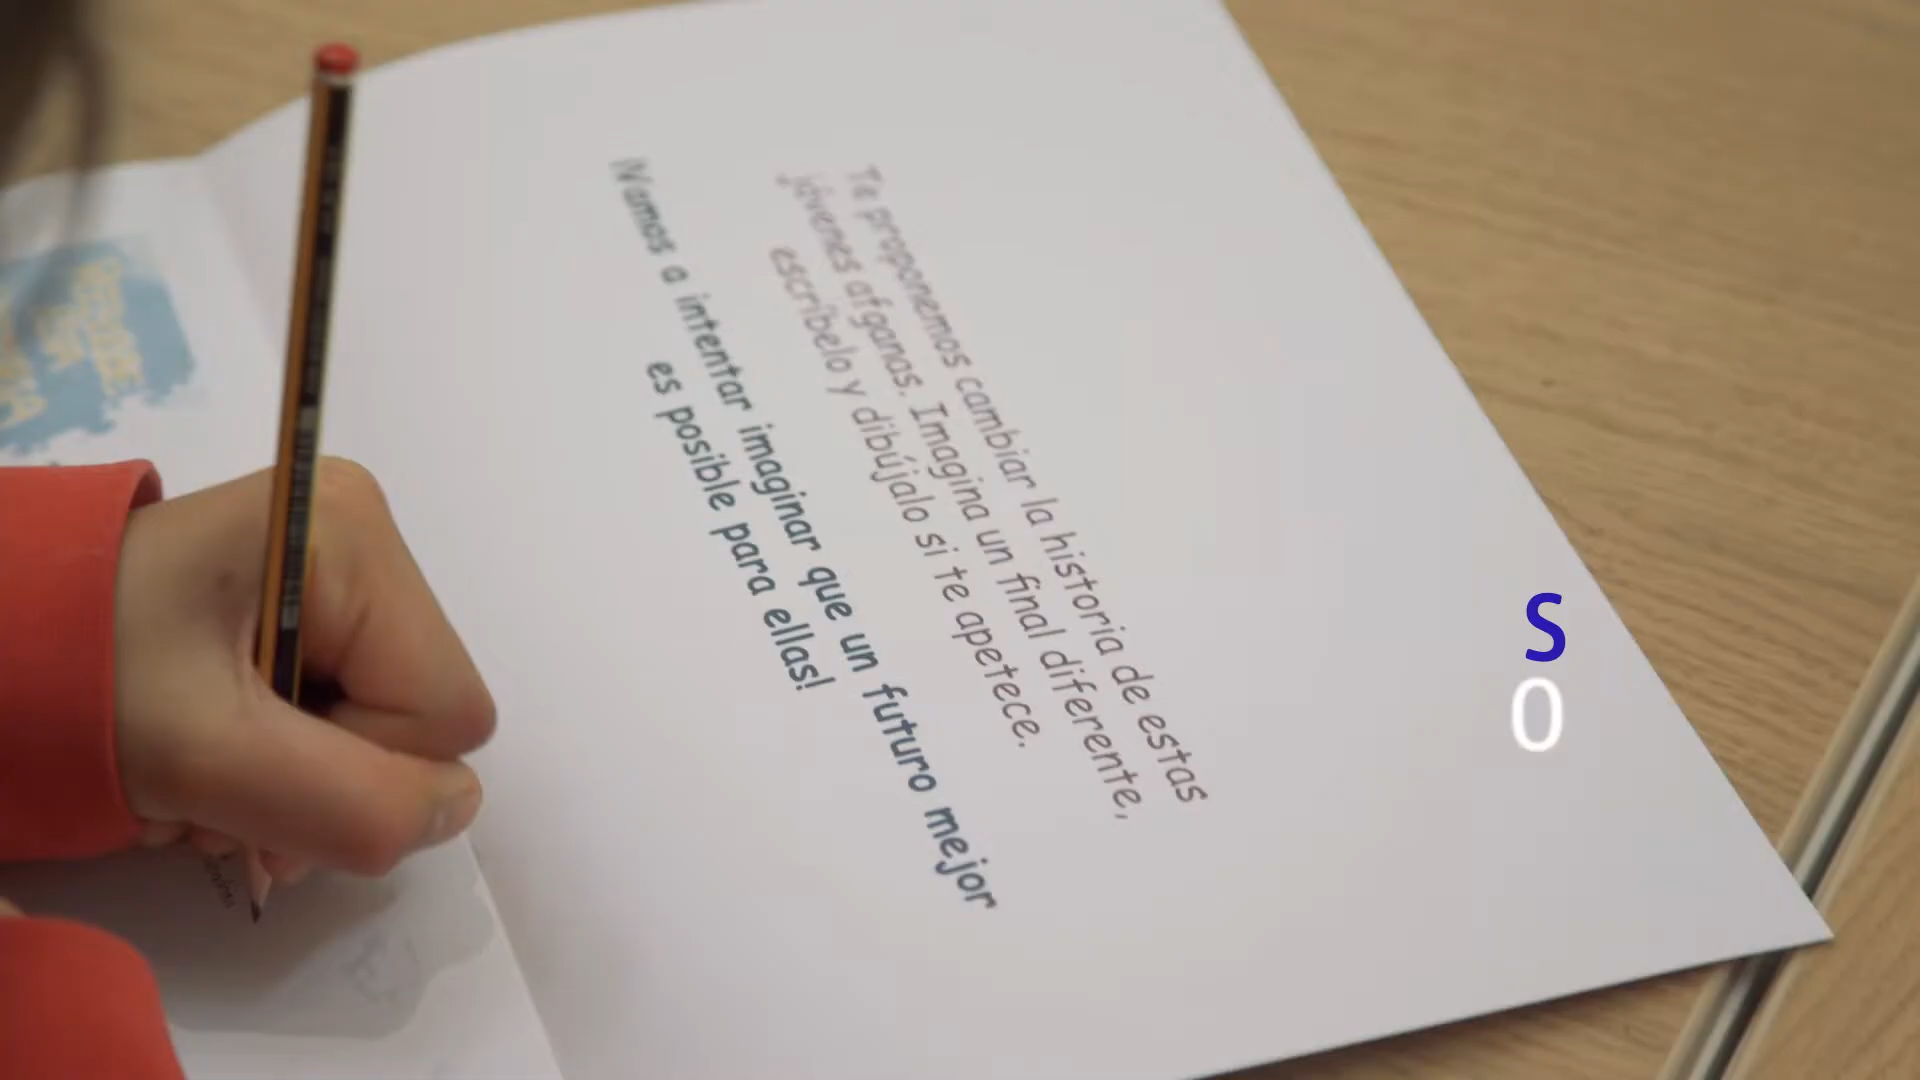 Te proponemos cambiar la historia de estas
jóvenes afganas. Imagina un final diferente,
escríbelo y dibújalo si te apetece.
¡Vamos a intentar imaginar que un futuro mejor
es posible para ellas!
S
O